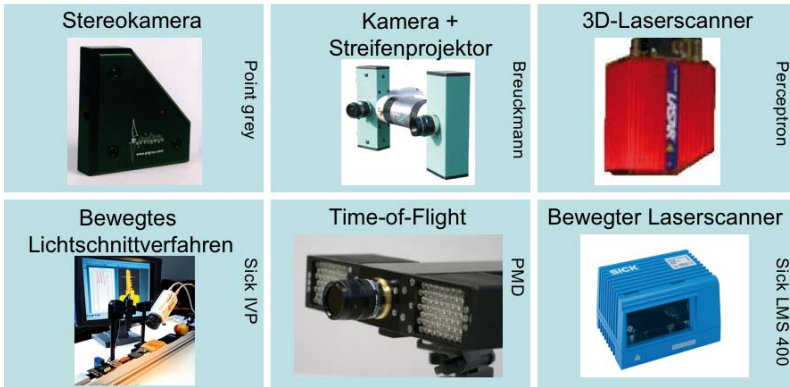 Stereokamera
Point grey
Kamera +
Streifenprojektor
Breuckmann
3D-Laserscanner
LASAR
Perceptron
Bewegtes
Lichtschnittverfahren
Sick IVP
Time-of-Flight
PMD
Bewegter Laserscanner
SICK
Sick LMS 400